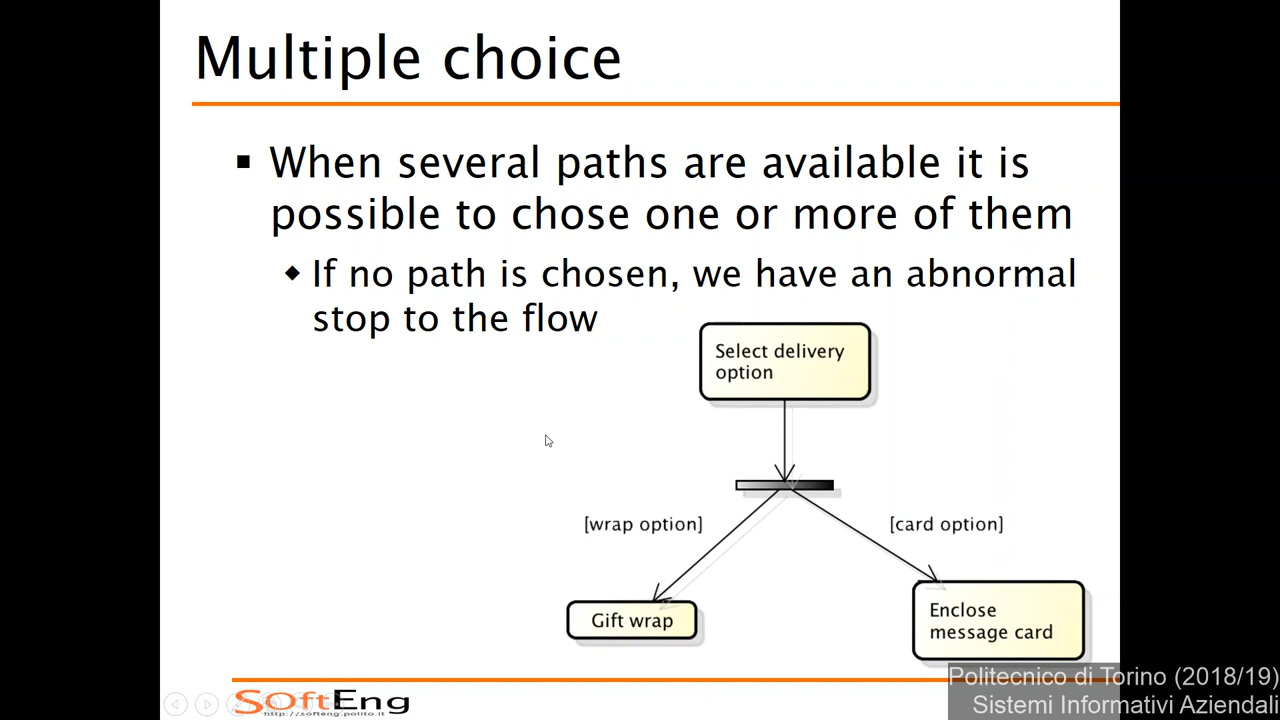 Multiple choice
When several paths are available it is
possible to chose one or more of them
If no path is chosen, we have an abnormal
stop to the flow
Select delivery
option
[wrap option]
[card option]
Gift wrap
Enclose
message card
SoftEng
http://softeng.polito.it
Politecnico di Torino (2018/19)
Sistemi Informativi Aziendali